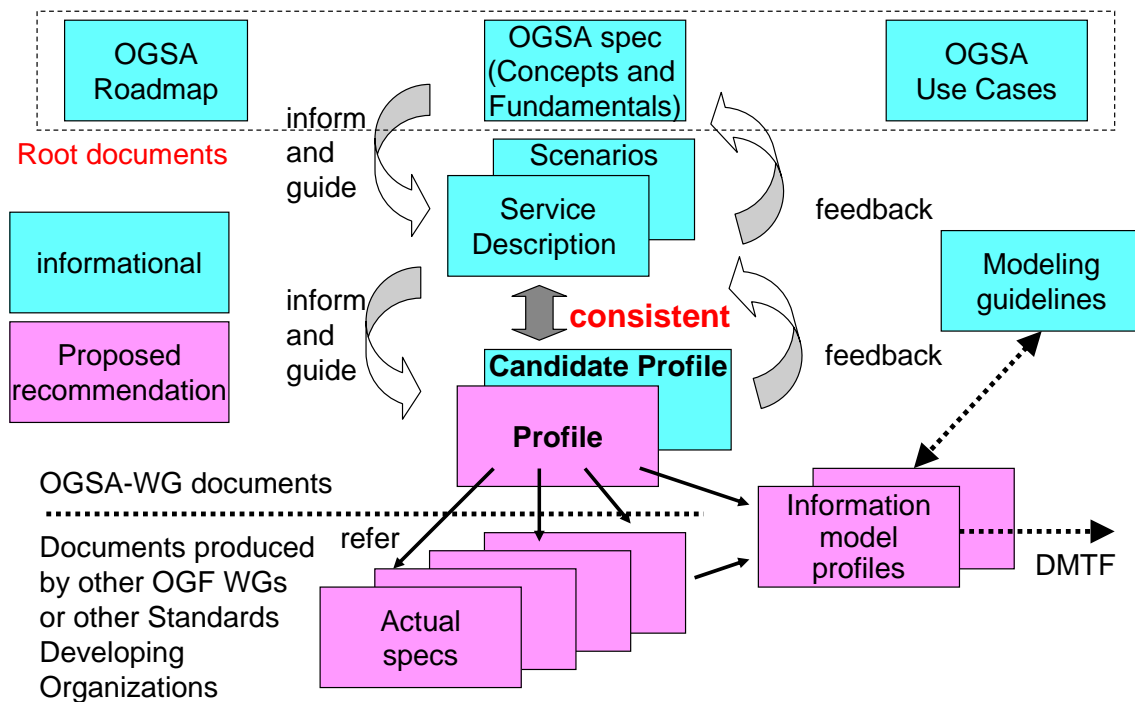 OGSA
Roadmap
OGSA spec
(Concepts and
Fundamentals)
OGSA
Use Cases
Root documents
inform
and
guide
Scenarios
Service
Description
feedback
informational
Proposed
recommendation
inform
and
guide
consistent
feedback
Modeling
guidelines
Candidate Profile
Profile
OGSA-WG documents
Documents produced
by other OGF WGs
or other Standards
Developing
Organizations
refer
Actual
specs
Information
model
profiles
DMTF